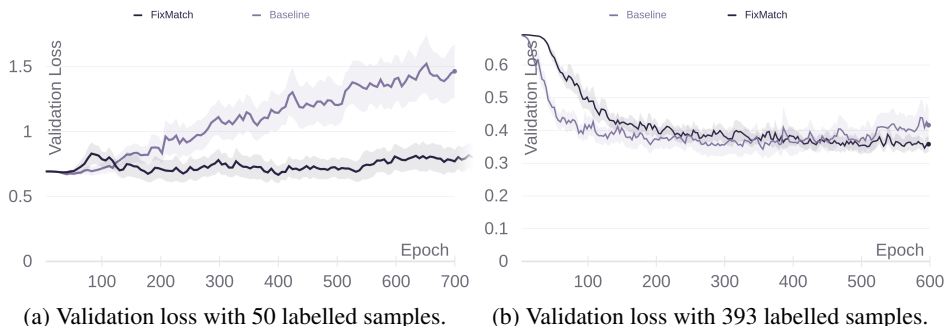 FixMatch Baseline
Validation Loss
1.5
1
0.5
0
Epoch
100 200 300 400 500 600 700
(a) Validation loss with 50 labelled samples.
Baseline FixMatch
Validation Loss
0.6
0.5
0.4
0.3
0.2
0.1
0
Epoch
100 200 300 400 500 600
(b) Validation loss with 393 labelled samples.